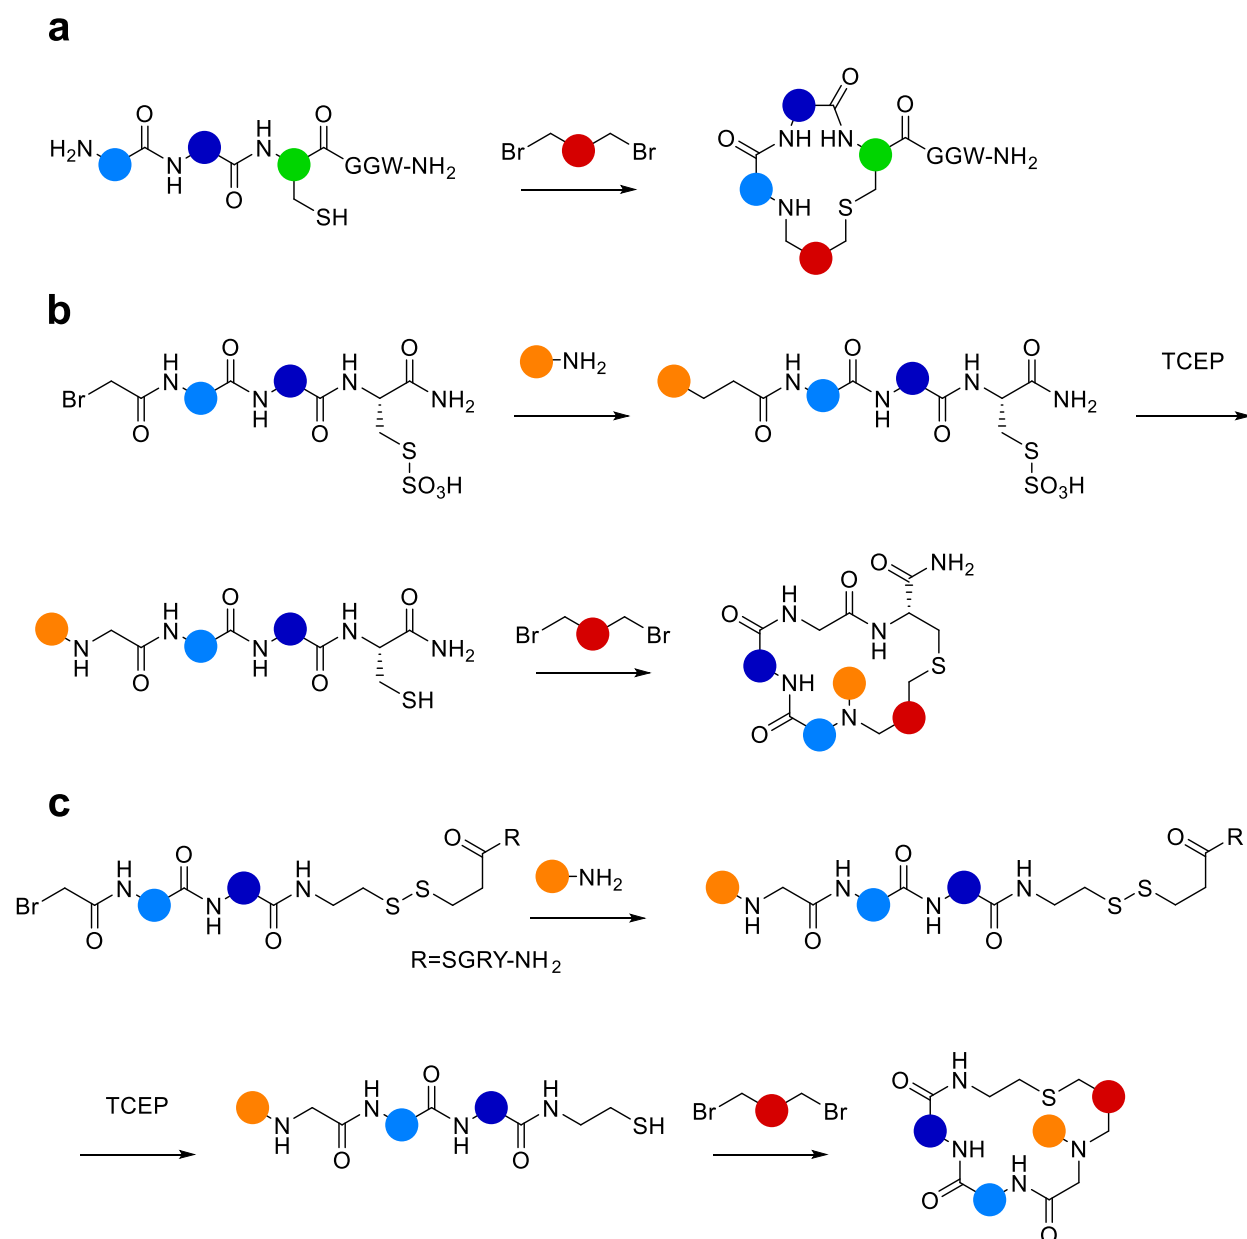 a
H2N O N H O H N O GGW-NH2 SH
Br Br
O NH O HN O GGW-NH2 NH S
b
Br O H N O N H O H N O NH2 S SO3H
NH2
O H N O N H O H N O NH2 S SO3H
TCEP
N H O H N O N H O H N O NH2 SH
Br Br
O H N O N H O NH2 S NH O N
c
Br O H N O N H O H N S S O R
NH2
R=SGRY-NH2
N H O H N O N H O H N S S O R
TCEP
N H O H N O N H O H N SH
Br Br
O H N S NH O H N O N